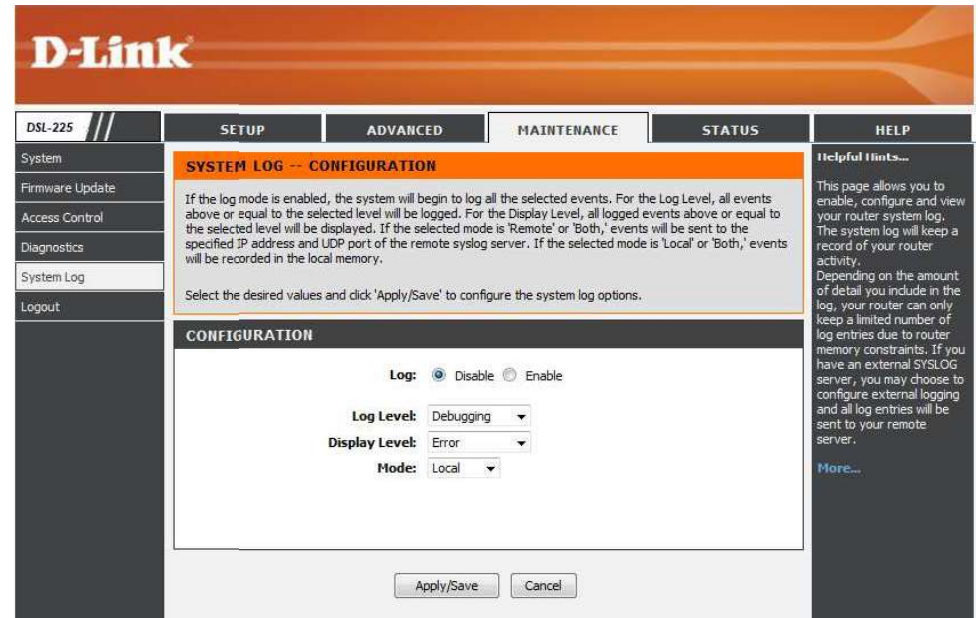 D-Link
DSL-225
SETUP
ADVANCED
MAINTENANCE
STATUS
HELP
System
Firmware Update
Access Control
Diagnostics
System Log
Logout
SYSTEM LOG -- CONFIGURATION
If the log mode is enabled, the system will begin to log all the selected events. For the Log Level, all events
above or equal to the selected level will be logged. For the Display Level, all logged events above or equal to
the selected level will be displayed. If the selected mode is 'Remote' or 'Both,' events will be sent to the
specified IP address and UDP port of the remote syslog server. If the selected mode is 'Local' or 'Both,' events
will be recorded in the local memory.
Select the desired values and click 'Apply/Save' to configure the system log options.
CONFIGURATION
Log: Disable Enable
Log Level: Debugging
Display Level: Error
Mode: Local
Apply/Save Cancel
Helpful Hints...
This page allows you to
enable, configure and view
your router system log.
The system log will keep a
record of your router
activity.
Depending on the amount
of detail you include in the
log, your router can only
keep a limited number of
log entries due to router
memory constraints. If you
have an external SYSLOG
server, you may choose to
configure external logging
and all log entries will be
sent to your remote
server.
More...